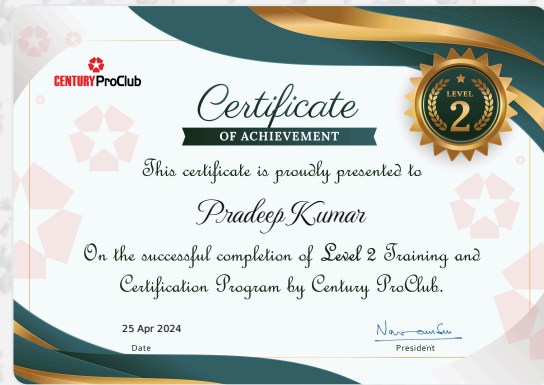 CENTURY ProClub
Certificate
OF ACHIEVEMENT
LEVEL
2
This certificate is proudly presented to
Pradeep Kumar
On the successful completion of Level 2 Training and
Certification Program by Century ProClub.
25 Apr 2024
Date
President